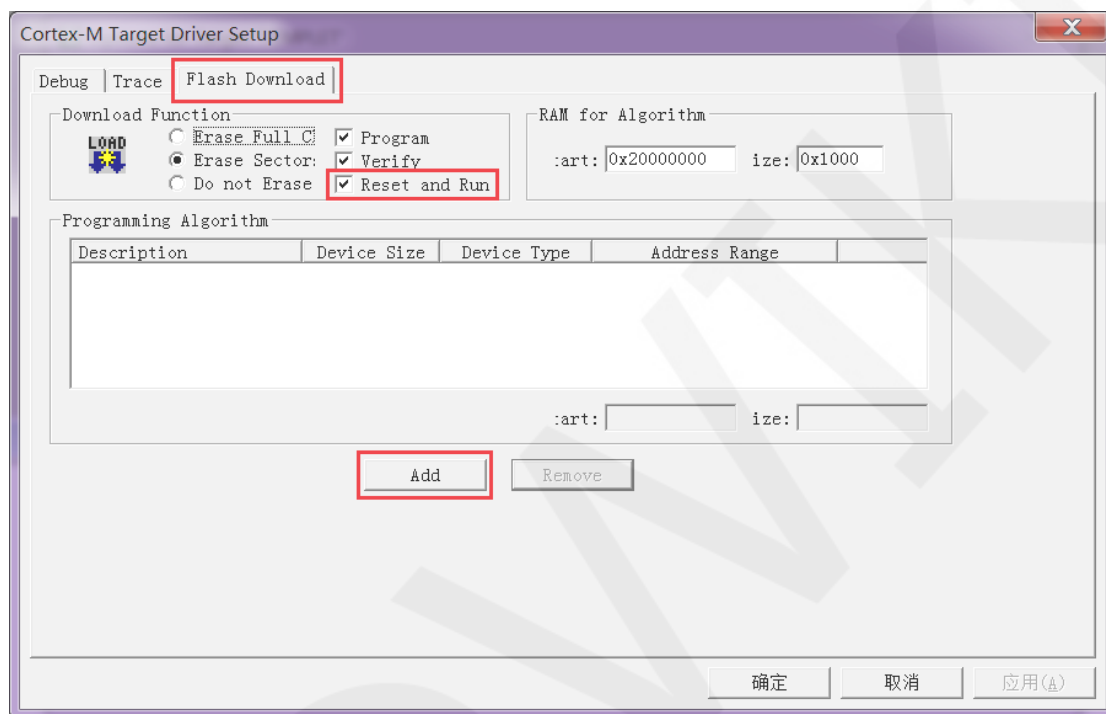 Cortex-M Target Driver Setup
Debug Trace Flash Download
Download Function
LOAD
Erase Full C
Erase Sector:
Do not Erase
Program
Verify
Reset and Run
RAM for Algorithm
:art: 0x20000000 ize: 0x1000
Programming Algorithm
Description Device Size Device Type Address Range
:art: ize:
Add Remove
确定 取消 应用(A)